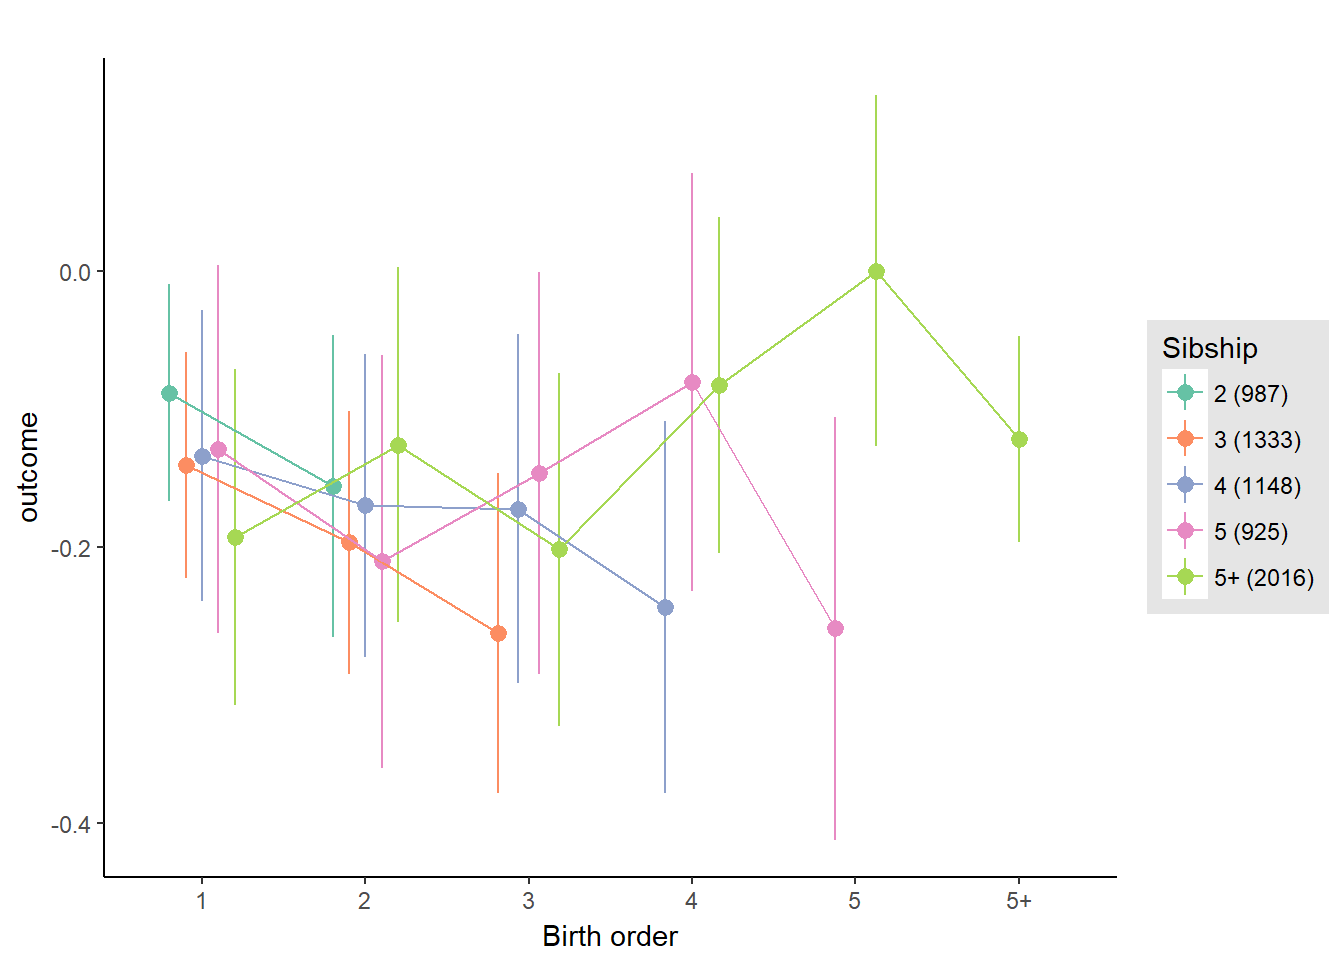 0.0
-0.2
-0.4
outcome
1 2 3 4 5 5+
Birth order
Sibship
2 (987)
3 (1333)
4 (1148)
5 (925)
5+ (2016)